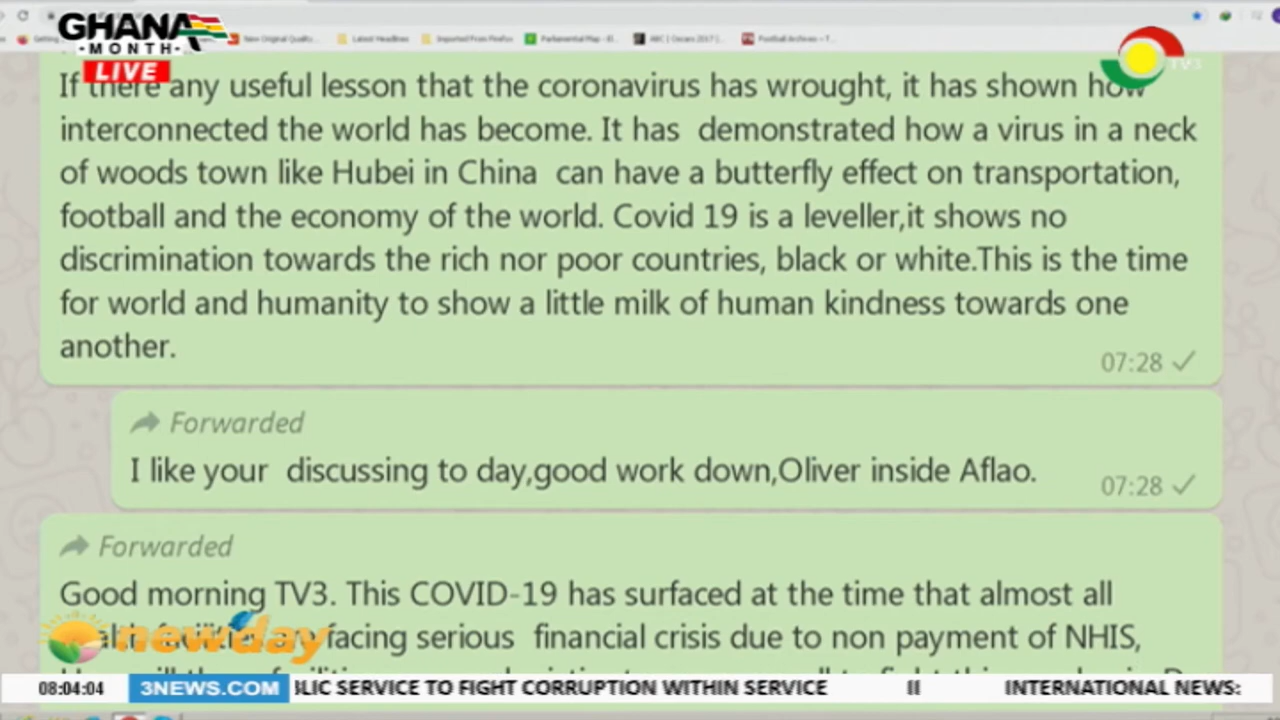 GHANA
-MONTH-
LIVE
TV3
If there any useful lesson that the coronavirus has wrought, it has shown how
interconnected the world has become. It has demonstrated how a virus in a neck
of woods town like Hubei in China can have a butterfly effect on transportation,
football and the economy of the world. Covid 19 is a leveller,it shows no
discrimination towards the rich nor poor countries, black or white.This is the time
for world and humanity to show a little milk of human kindness towards one
another.
07:28
Forwarded
I like your discussing to day,good work down,Oliver inside Aflao.
07:28
Forwarded
Good morning TV3. This COVID-19 has surfaced at the time that almost all
facing serious financial crisis due to non payment of NHIS,
newday
08:04:04
3NEWS.COM
LIC SERVICE TO FIGHT CORRUPTION WITHIN SERVICE
INTERNATIONAL NEWS: